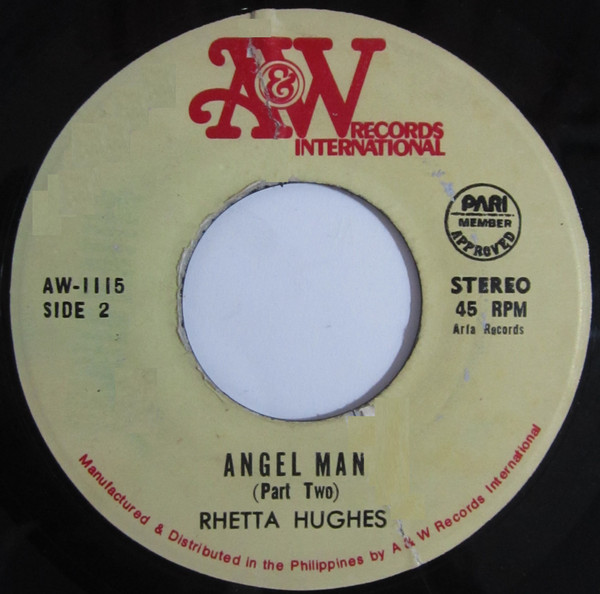 A&W
RECORDS
INTERNATIONAL
PARI
MEMBER
APPROVED
AW-1115
SIDE 2
STEREO
45 RPM
Arfa Records
ANGEL MAN
(Part Two)
RHETTA HUGHES
Manufactured & Distributed in the Philippines by A & W Records International